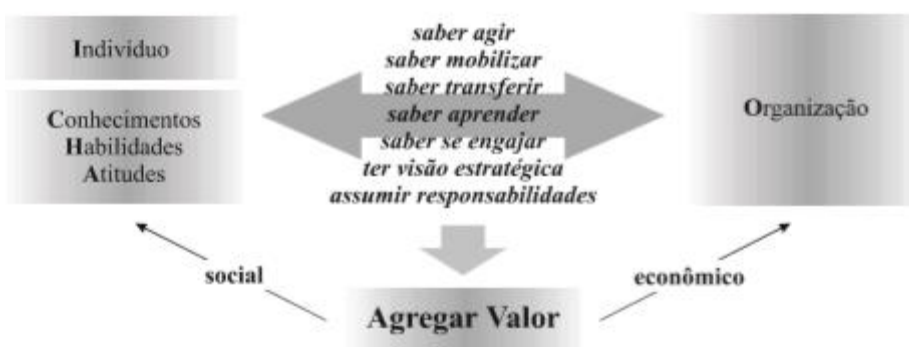 Indivíduo
Conhecimentos
Habilidades
Atitudes
saber agir
saber mobilizar
saber transferir
saber aprender
saber se engajar
ter visão estratégica
assumir responsabilidades
Organização
social
econômico
Agregar Valor